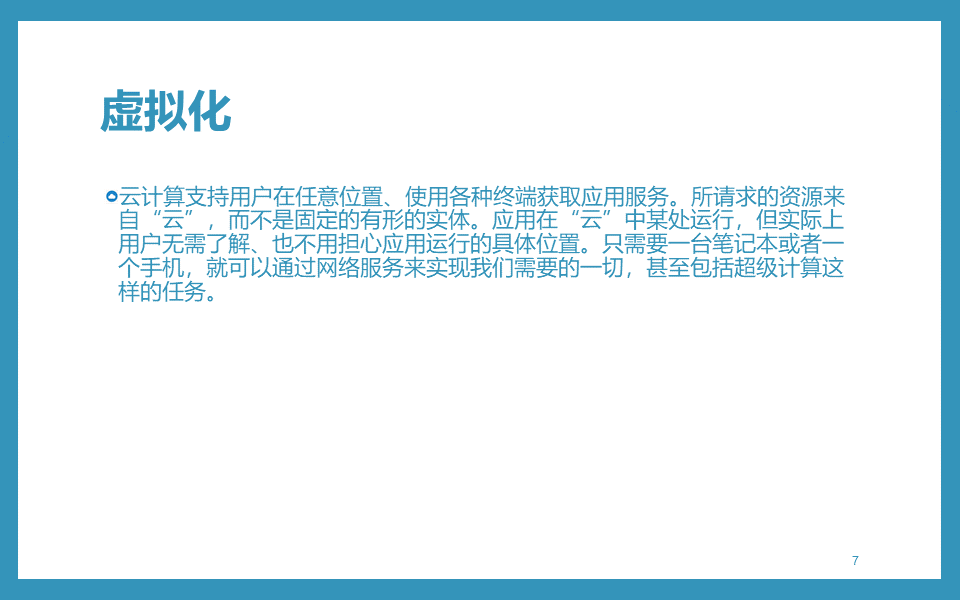 虚拟化
云计算支持用户在任意位置、使用各种终端获取应用服务。所请求的资源来
自“云”，而不是固定的有形的实体。应用在“云”中某处运行，但实际上
用户无需了解、也不用担心应用运行的具体位置。只需要一台笔记本或者一
个手机，就可以通过网络服务来实现我们需要的一切，甚至包括超级计算这
样的任务。
7